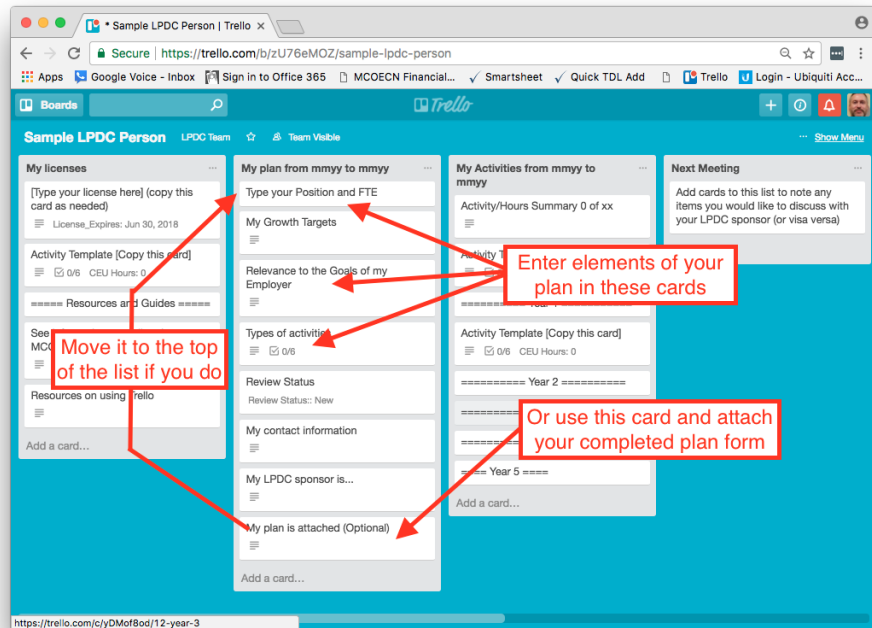 * Sample LPDC Person | Trello ×
Secure | https://trello.com/b/zU76eMOZ/sample-lpdc-person
Apps Google Voice - Inbox Sign in to Office 365 MCOECN Financial... Smartsheet Quick TDL Add Trello Login - Ubiquiti Acc...
Boards
Trello
Sample LPDC Person LPDC Team Team Visible
... Show Menu
My licenses ...
[Type your license here] (copy this
card as needed)
License_Expires: Jun 30, 2018
Activity Template [Copy this card]
0/6 CEU Hours: 0
===== Resources and Guides =====
See
MCO
Resources on using Trello
Add a card...
My plan from mmyy to mmyy ...
Type your Position and FTE
My Growth Targets
Relevance to the Goals of my
Employer
Types of activities
0/6
Review Status
Review Status:: New
My contact information
My LPDC sponsor is...
My plan is attached (Optional)
Add a card...
My Activities from mmyy to
mmyy ...
Activity/Hours Summary 0 of xx
Activity T
Activity Template [Copy this card]
0/6 CEU Hours: 0
========== Year 2 ==========
==== Year 5 ====
Add a card...
Next Meeting ...
Add cards to this list to note any
items you would like to discuss with
your LPDC sponsor (or visa versa)
Enter elements of your
plan in these cards
Move it to the top
of the list if you do
Or use this card and attach
your completed plan form
https://trello.com/c/yDMof8od/12-year-3